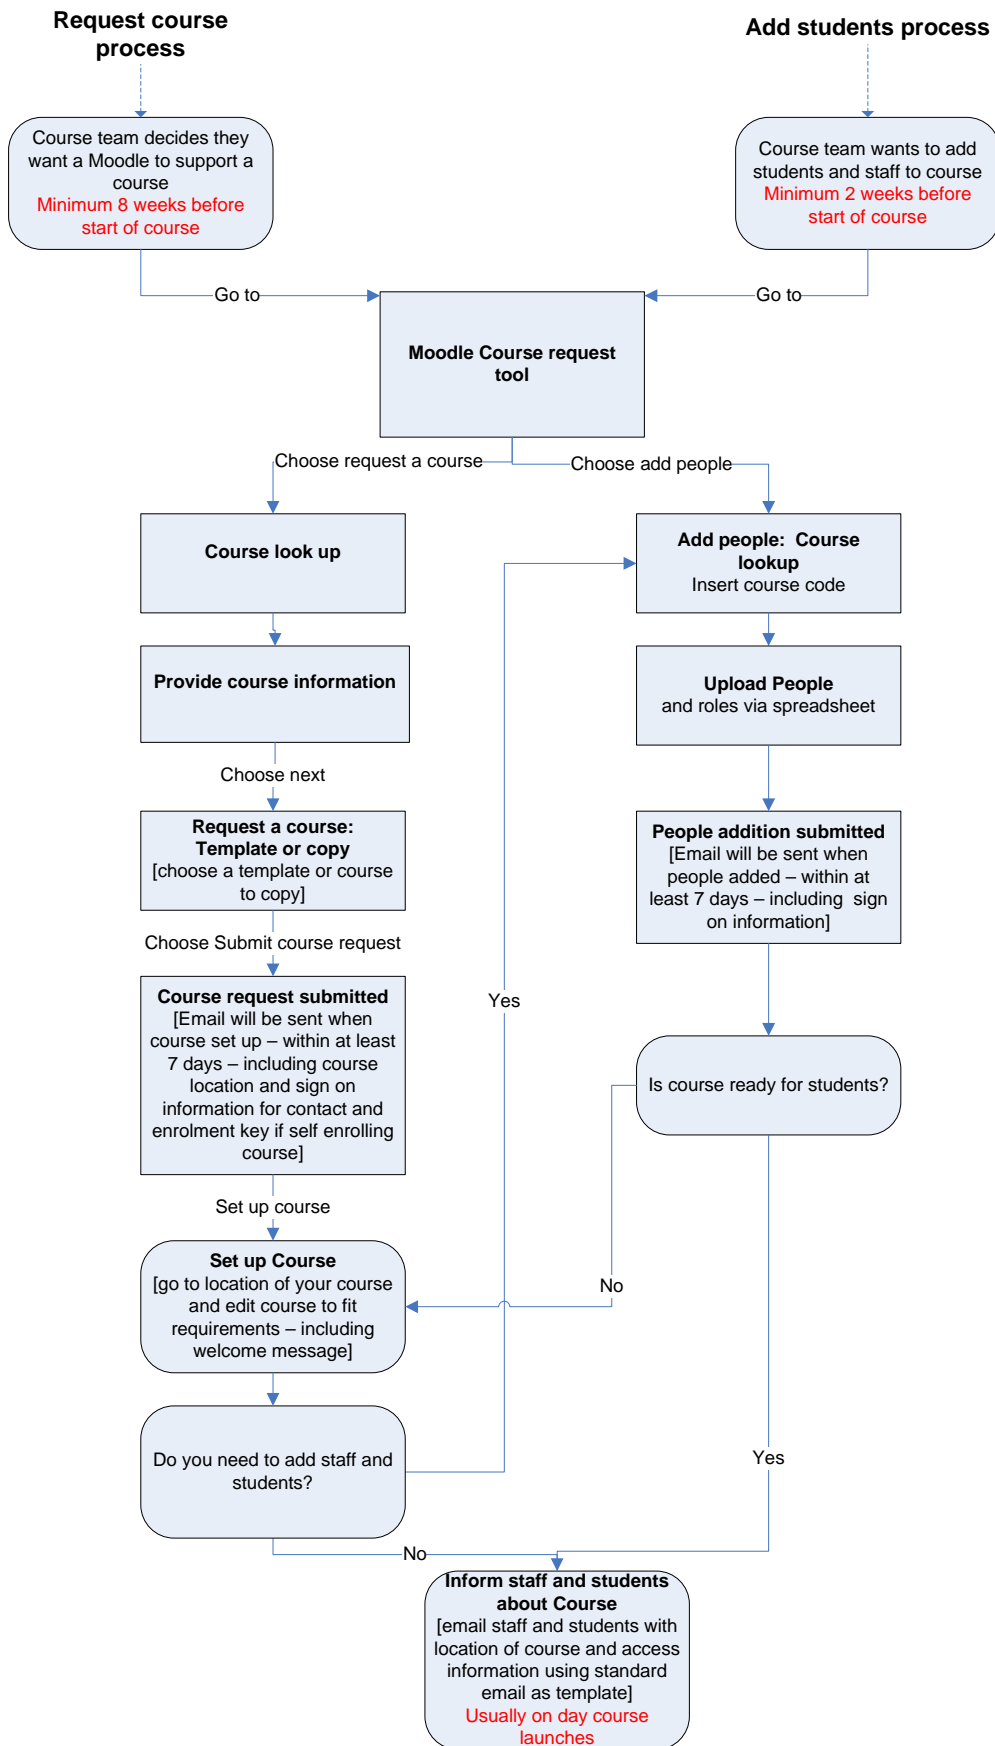 Request course
process
Add students process
Course team decides they
want a Moodle to support a
course
Minimum 8 weeks before
start of course
Course team wants to add
students and staff to course
Minimum 2 weeks before
start of course
Go to
Go to
Moodle Course request
tool
Choose request a course
Choose add people
Course look up
Add people:  Course
lookup
Insert course code
Provide course information
Upload People
and roles via spreadsheet
Choose next
Request a course:
Template or copy
[choose a template or course
to copy]
People addition submitted
[Email will be sent when
people added – within at
least 7 days – including  sign
on information]
Choose Submit course request
Course request submitted
[Email will be sent when
course set up – within at least
7 days – including course
location and sign on
information for contact and
enrolment key if self enrolling
course]
Yes
Is course ready for students?
Set up course
Set up Course
[go to location of your course
and edit course to fit
requirements – including
welcome message]
No
Do you need to add staff and
students?
Yes
No
Inform staff and students
about Course
[email staff and students with
location of course and access
information using standard
email as template]
Usually on day course
launches